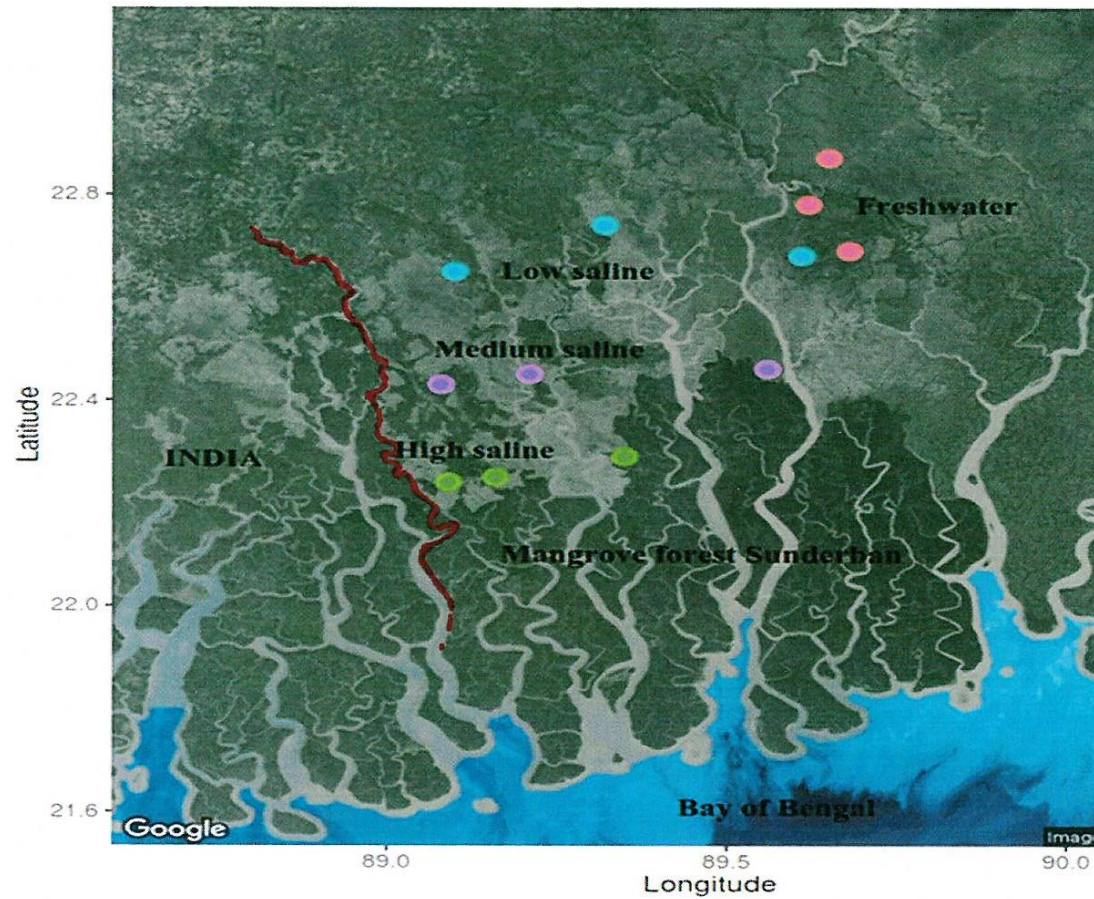 22.8
Freshwater
Low saline
Medium saline
22.4
Latitude
High saline
INDIA
Mangrove forest Sunderban
22.0
21.6
Bay of Bengal
Google
Image
89.0
89.5
90.0
Longitude